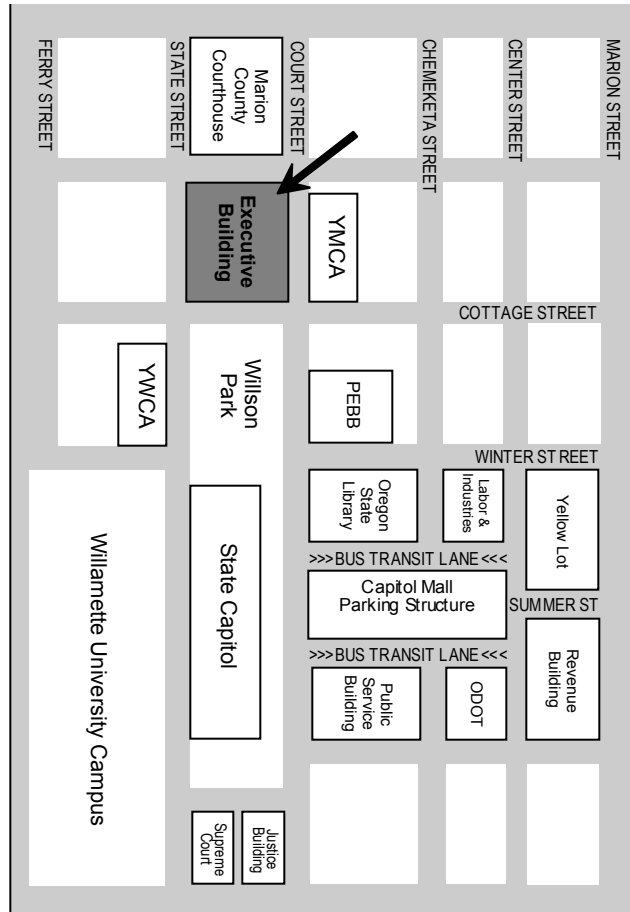 FERRY STREET
STATE STREET
Marion
County
Courthouse
COURT STREET
CHEMEKETA STREET
CENTER STREET
MARION STREET
Executive
Building
YMCA
COTTAGE STREET
YWCA
Willson
Park
PEBB
WINTER STREET
Willamette University Campus
State Capitol
Oregon
State
Library
Labor &
Industries
Yellow Lot
>>>BUS TRANSIT LANE<<<
Capitol Mall
Parking Structure
SUMMER ST
>>>BUS TRANSIT LANE<<<
Public
Service
Building
ODOT
Revenue
Building
Supreme
Court
Justice
Building